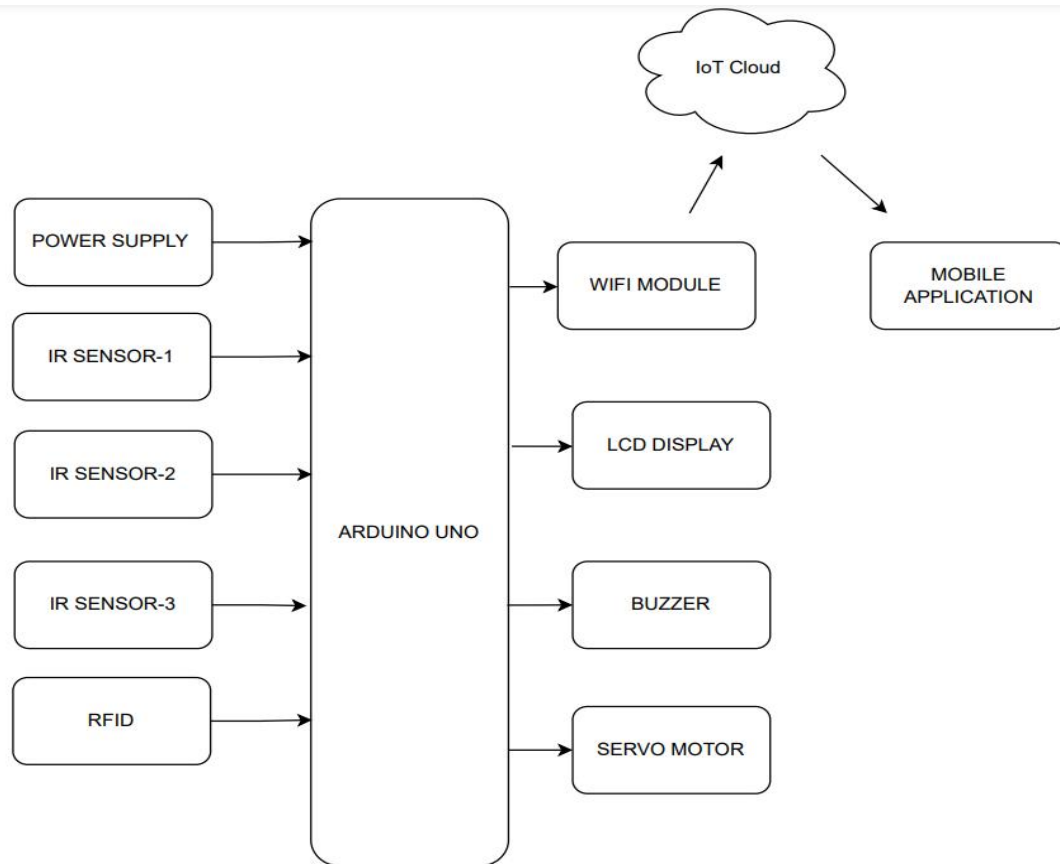 IoT Cloud
POWER SUPPLY
IR SENSOR-1
IR SENSOR-2
IR SENSOR-3
RFID
ARDUINO UNO
WIFI MODULE
LCD DISPLAY
BUZZER
SERVO MOTOR
MOBILE
APPLICATION